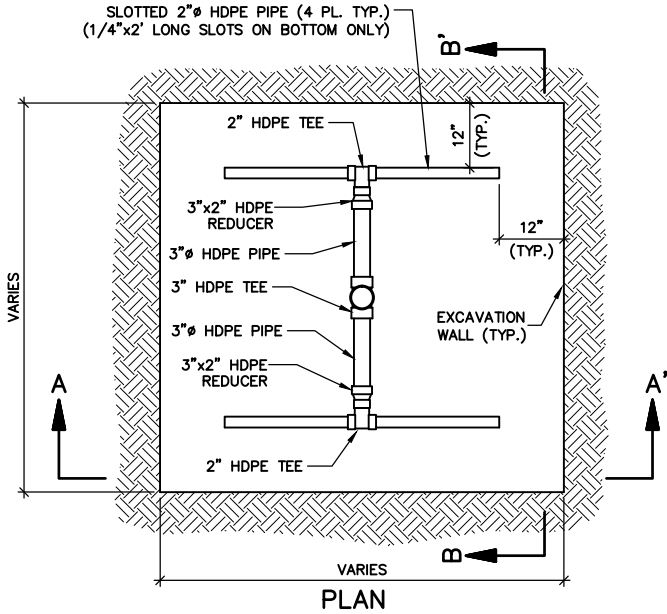 SLOTTED 2"ø HDPE PIPE (4 PL. TYP.)
(1/4"x2' LONG SLOTS ON BOTTOM ONLY)
B'
2" HDPE TEE
12"
(TYP.)
3"x2" HDPE
REDUCER
12"
(TYP.)
3"ø HDPE PIPE
3" HDPE TEE
VARIES
EXCAVATION
WALL (TYP.)
3"ø HDPE PIPE
3"x2" HDPE
REDUCER
A
A'
2" HDPE TEE
B
VARIES
PLAN